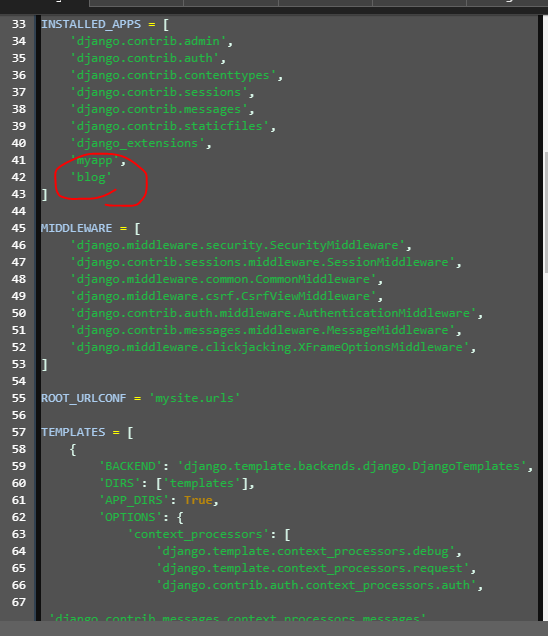 33 INSTALLED_APPS = [
34 'django.contrib.admin',
35 'django.contrib.auth',
36 'django.contrib.contenttypes',
37 'django.contrib.sessions',
38 'django.contrib.messages',
39 'django.contrib.staticfiles',
40 'django_extensions',
41 'myapp',
42 'blog'
43 ]
44
45 MIDDLEWARE = [
46 'django.middleware.security.SecurityMiddleware',
47 'django.contrib.sessions.middleware.SessionMiddleware',
48 'django.middleware.common.CommonMiddleware',
49 'django.middleware.csrf.CsrfViewMiddleware',
50 'django.contrib.auth.middleware.AuthenticationMiddleware',
51 'django.contrib.messages.middleware.MessageMiddleware',
52 'django.middleware.clickjacking.XFrameOptionsMiddleware',
53 ]
54
55 ROOT_URLCONF = 'mysite.urls'
56
57 TEMPLATES = [
58 {
59 'BACKEND': 'django.template.backends.django.DjangoTemplates',
60 'DIRS': ['templates'],
61 'APP_DIRS': True,
62 'OPTIONS': {
63 'context_processors': [
64 'django.template.context_processors.debug',
65 'django.template.context_processors.request',
66 'django.contrib.auth.context_processors.auth',
67
'django.contrib.messages.context_processors.messages'